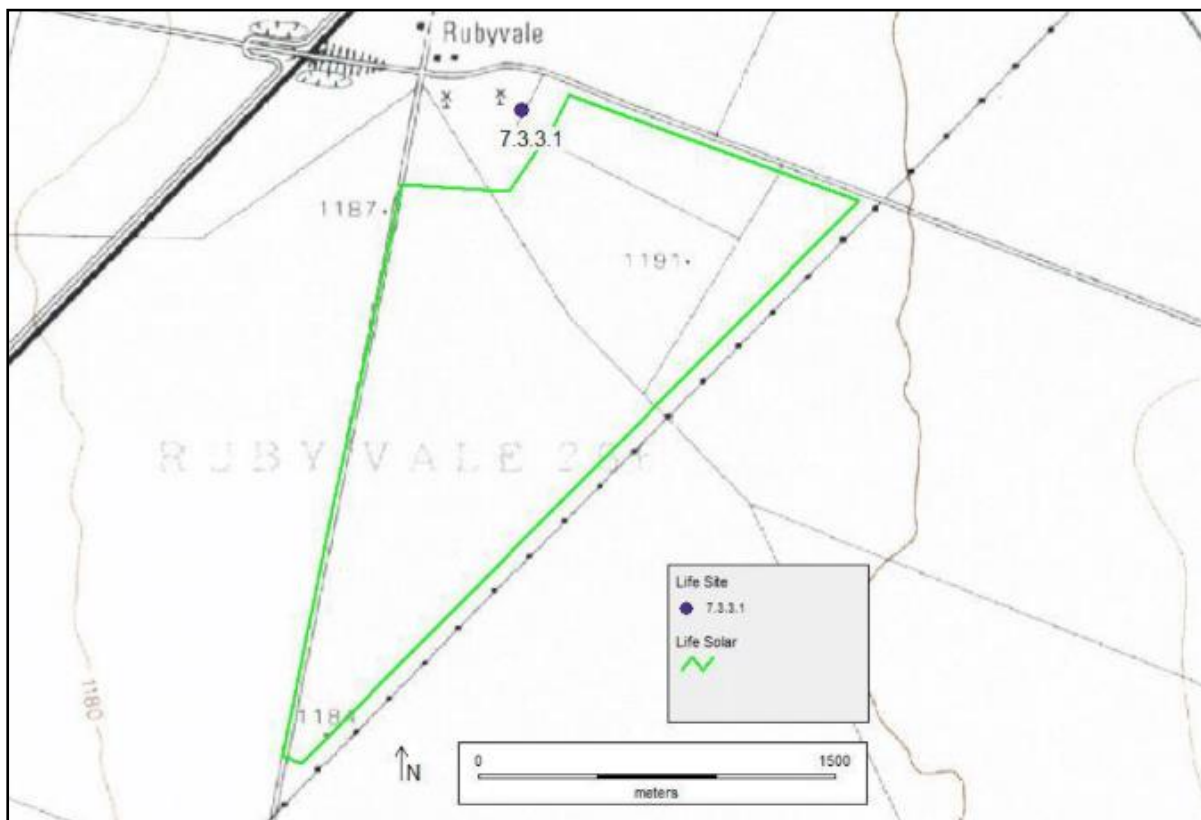 Rubyvale
7.3.3.1
1187
1191
RUBYVALE
1180
Life Site
7.3.3.1
Life Solar
N
0 1500
meters